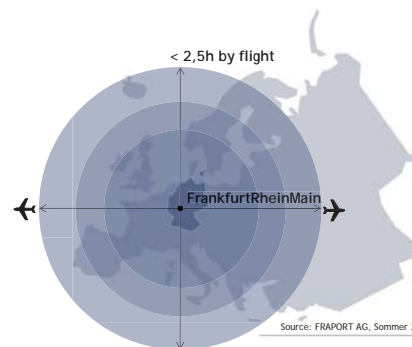 < 2,5h by flight
FrankfurtRheinMain
Source: FRAPORT AG, Sommer